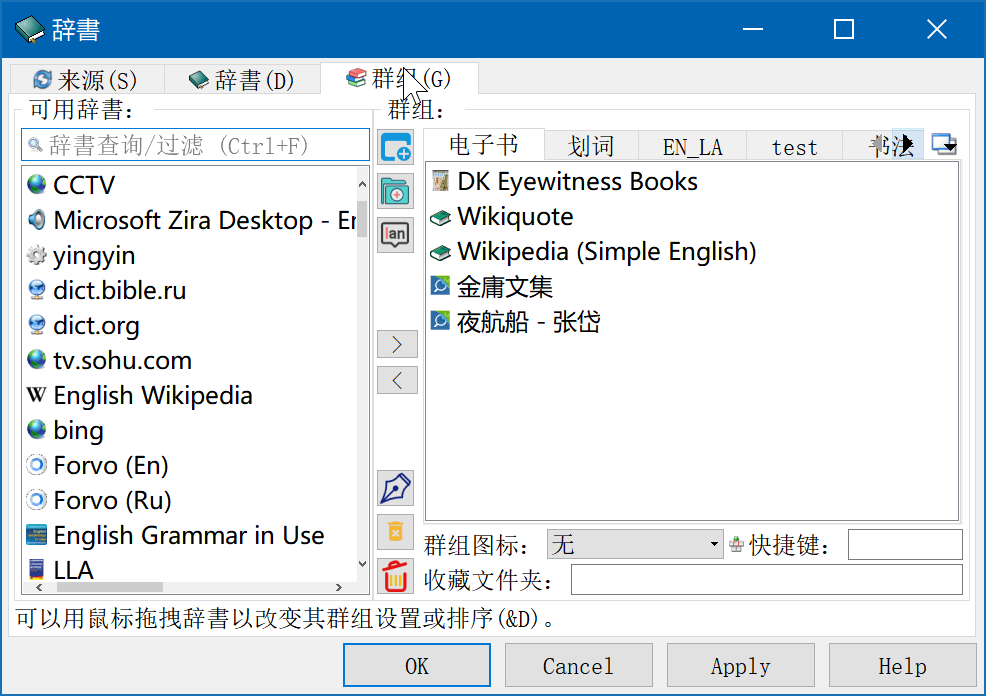 辞書
来源(S) 辞書(D) 群组(G)
可用辞書：
辞書查询/过滤 (Ctrl+F)
CCTV
Microsoft Zira Desktop - En
yingyin
dict.bible.ru
dict.org
tv.sohu.com
English Wikipedia
bing
Forvo (En)
Forvo (Ru)
English Grammar in Use
LLA
群组：
电子书 划词 EN_LA test 书法
DK Eyewitness Books
Wikiquote
Wikipedia (Simple English)
金庸文集
夜航船 - 张岱
群组图标： 无 快捷键：
收藏文件夹：
可以用鼠标拖拽辞書以改变其群组设置或排序(&D)。
OK Cancel Apply Help